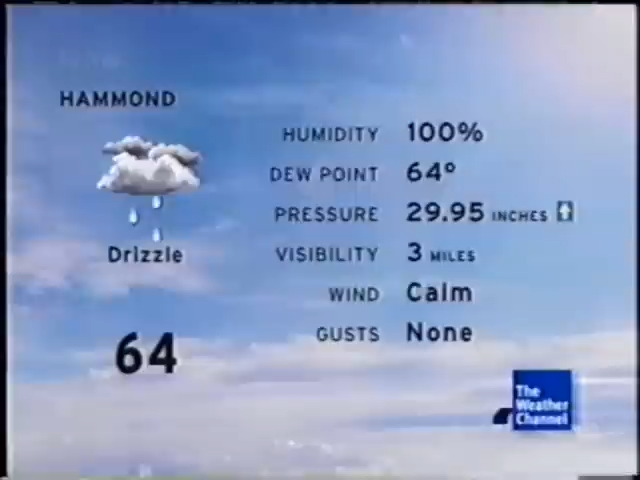 HAMMOND
HUMIDITY 100%
DEW POINT 64°
PRESSURE 29.95 INCHES
VISIBILITY 3 MILES
Drizzle
WIND Calm
GUSTS None
64
The
Weather
Channel